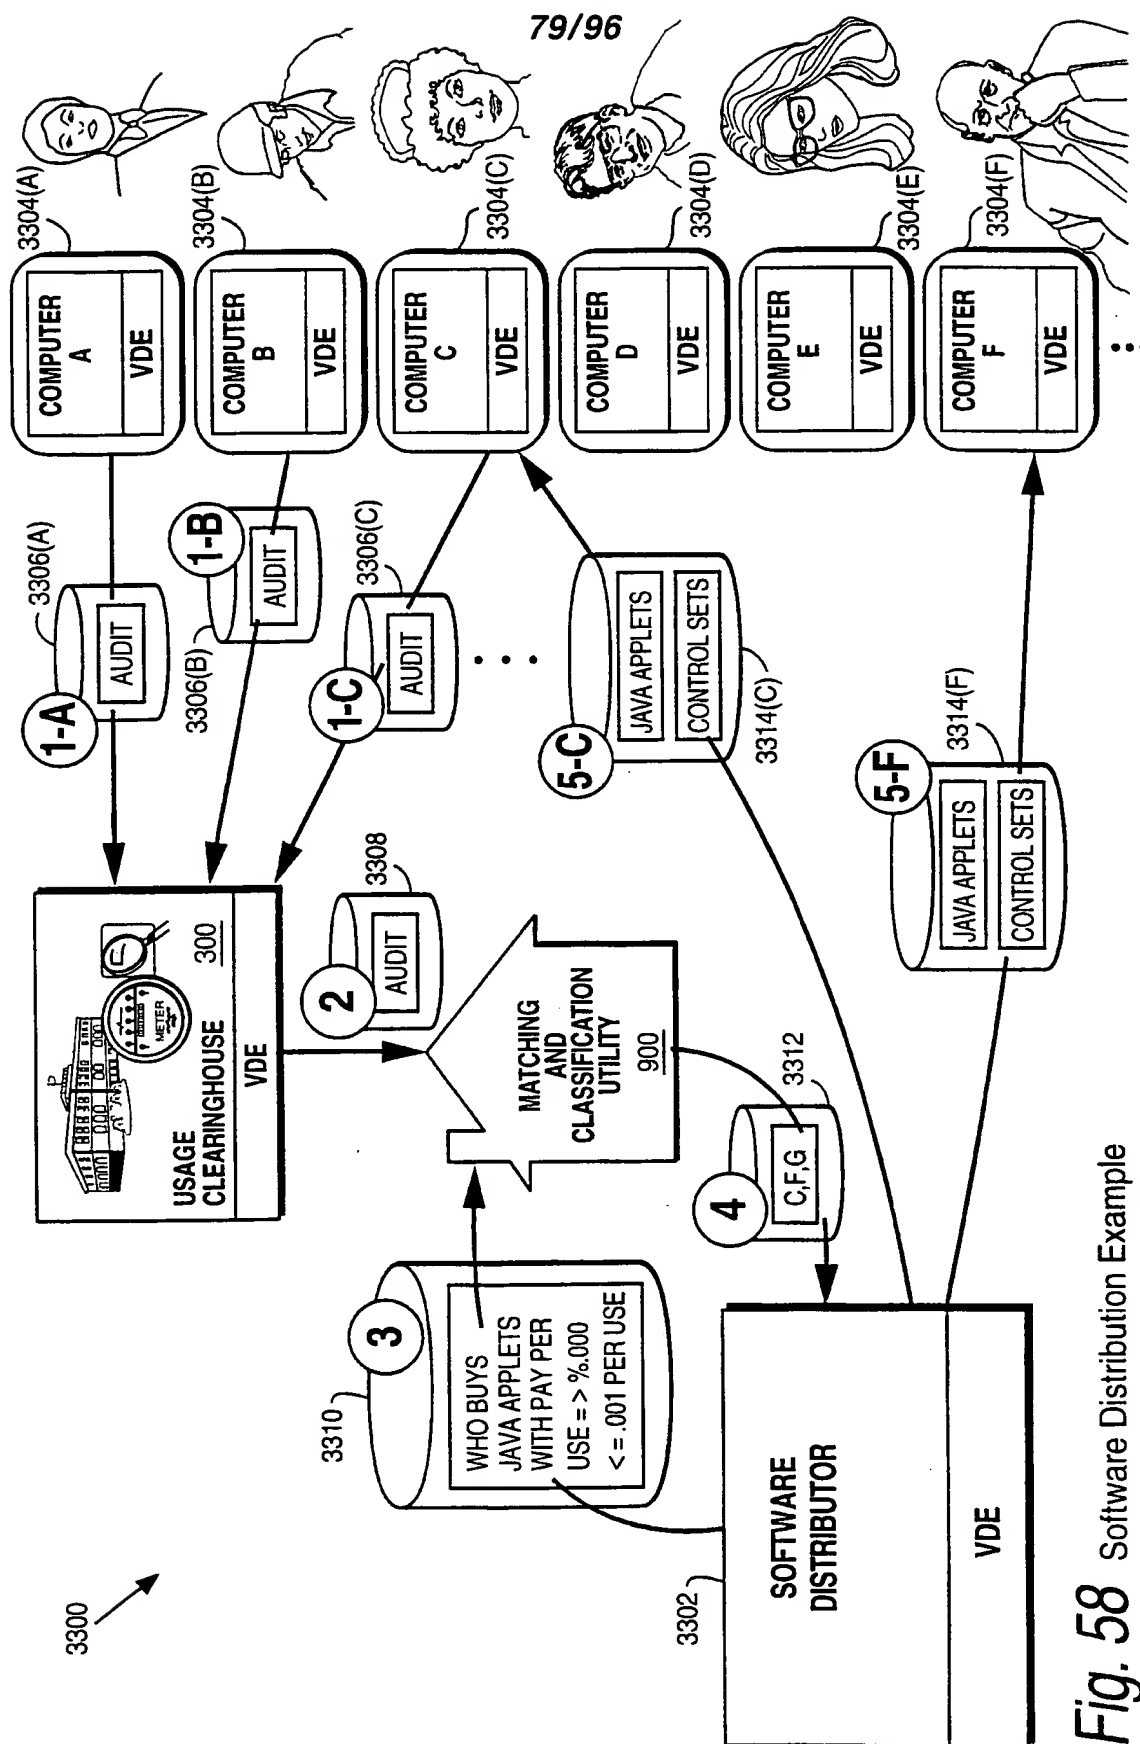 79/96
3300
3304(A)
COMPUTER
A
VDE
3304(B)
COMPUTER
B
VDE
3304(C)
COMPUTER
C
VDE
3304(D)
COMPUTER
D
VDE
3304(E)
COMPUTER
E
VDE
3304(F)
COMPUTER
F
VDE
1-A
3306(A)
AUDIT
1-B
3306(B)
AUDIT
1-C
3306(C)
AUDIT
METER
USAGE
CLEARINGHOUSE
300
VDE
2
3308
AUDIT
MATCHING
AND
CLASSIFICATION
UTILITY
900
3310
3
WHO BUYS
JAVA APPLETS
WITH PAY PER
USE = > %.000
< = .001 PER USE
4
3312
C,F,G
3302
SOFTWARE
DISTRIBUTOR
VDE
5-C
JAVA APPLETS
CONTROL SETS
3314(C)
5-F
JAVA APPLETS
CONTROL SETS
3314(F)
Fig. 58 Software Distribution Example